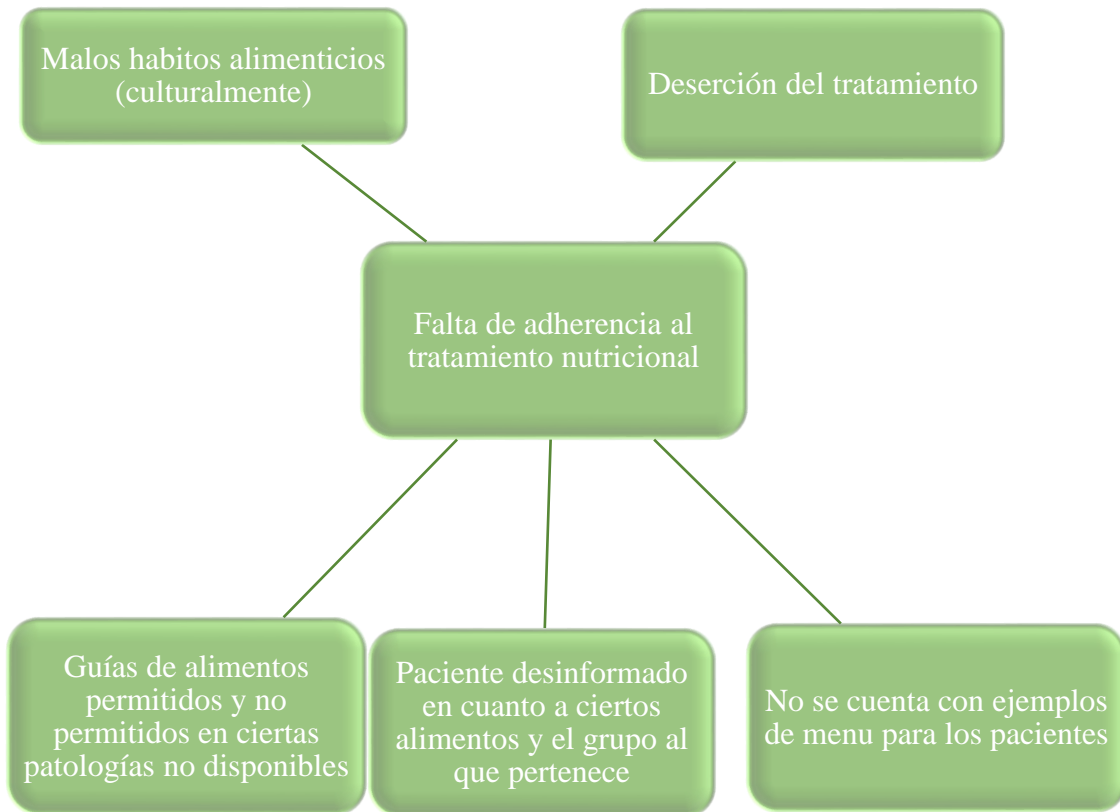 Malos habitos alimenticios
(culturalmente)
Deserción del tratamiento
Falta de adherencia al
tratamiento nutricional
Guías de alimentos
permitidos y no
permitidos en ciertas
patologías no disponibles
Paciente desinformado
en cuanto a ciertos
alimentos y el grupo al
que pertenece
No se cuenta con ejemplos
de menu para los pacientes